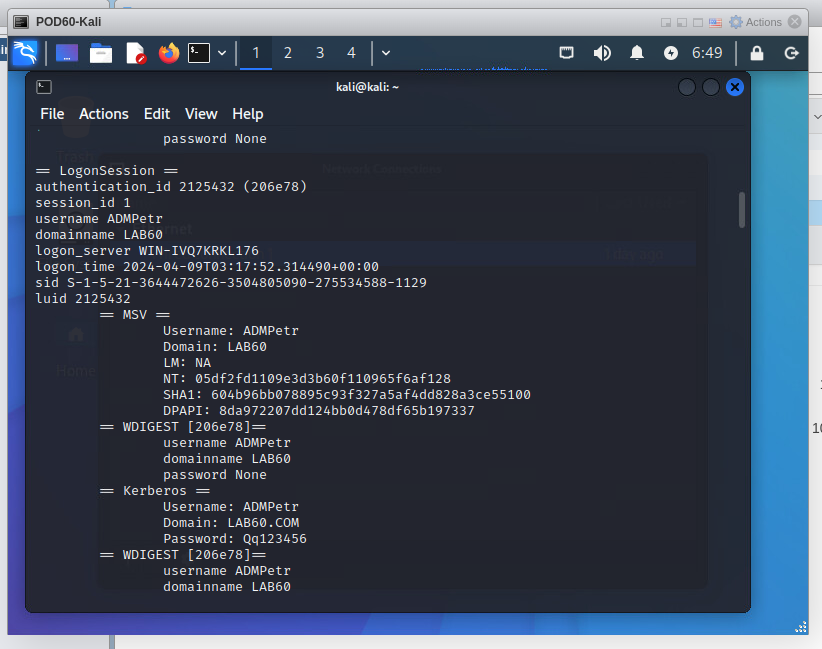 POD60-Kali
Actions
1 2 3 4
6:49
kali@kali: ~
File Actions Edit View Help
password None
== LogonSession ==
authentication_id 2125432 (206e78)
session_id 1
username ADMPetr
domainname LAB60
logon_server WIN-IVQ7KRKL176
logon_time 2024-04-09T03:17:52.314490+00:00
sid S-1-5-21-3644472626-3504805090-275534588-1129
luid 2125432
== MSV ==
Username: ADMPetr
Domain: LAB60
LM: NA
NT: 05df2fd1109e3d3b60f110965f6af128
SHA1: 604b96bb078895c93f327a5af4dd828a3ce55100
DPAPI: 8da972207dd124bb0d478df65b197337
== WDIGEST [206e78]==
username ADMPetr
domainname LAB60
password None
== Kerberos ==
Username: ADMPetr
Domain: LAB60.COM
Password: Qq123456
== WDIGEST [206e78]==
username ADMPetr
domainname LAB60
Trash
Network Connections
Home